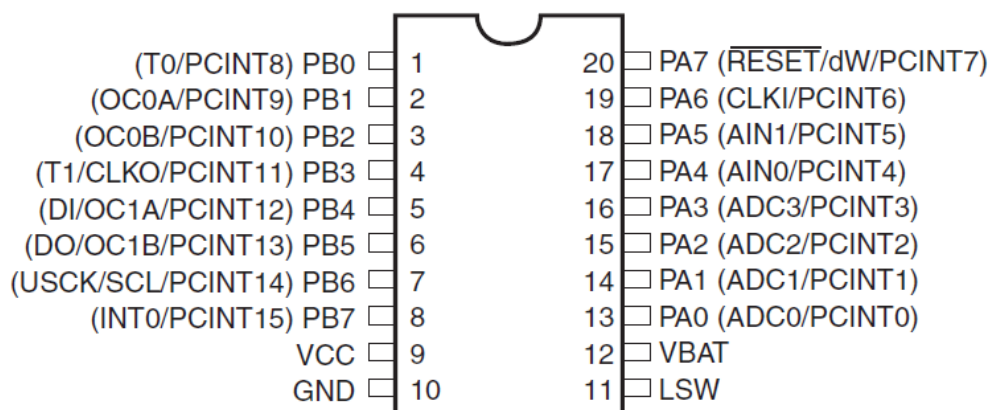 (T0/PCINT8) PB0 1 20 PA7 (RESET/dW/PCINT7)
(OC0A/PCINT9) PB1 2 19 PA6 (CLKI/PCINT6)
(OC0B/PCINT10) PB2 3 18 PA5 (AIN1/PCINT5)
(T1/CLKO/PCINT11) PB3 4 17 PA4 (AIN0/PCINT4)
(DI/OC1A/PCINT12) PB4 5 16 PA3 (ADC3/PCINT3)
(DO/OC1B/PCINT13) PB5 6 15 PA2 (ADC2/PCINT2)
(USCK/SCL/PCINT14) PB6 7 14 PA1 (ADC1/PCINT1)
(INT0/PCINT15) PB7 8 13 PA0 (ADC0/PCINT0)
VCC 9 12 VBAT
GND 10 11 LSW